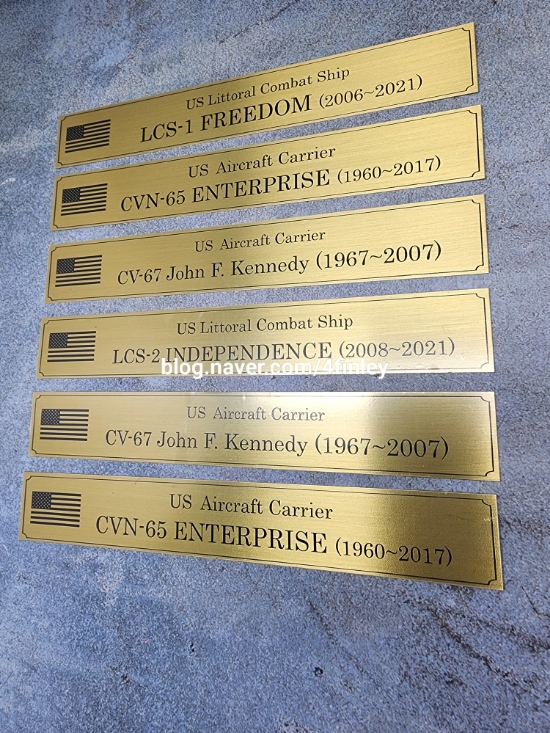 US Littoral Combat Ship
LCS-1 FREEDOM (2006~2021)
US Aircraft Carrier
CVN-65 ENTERPRISE (1960~2017)
US Aircraft Carrier
CV-67 John F. Kennedy (1967~2007)
US Littoral Combat Ship
LCS-2 INDEPENDENCE (2008~2021)
blog.naver.com/4finley
US Aircraft Carrier
CV-67 John F. Kennedy (1967~2007)
US Aircraft Carrier
CVN-65 ENTERPRISE (1960~2017)